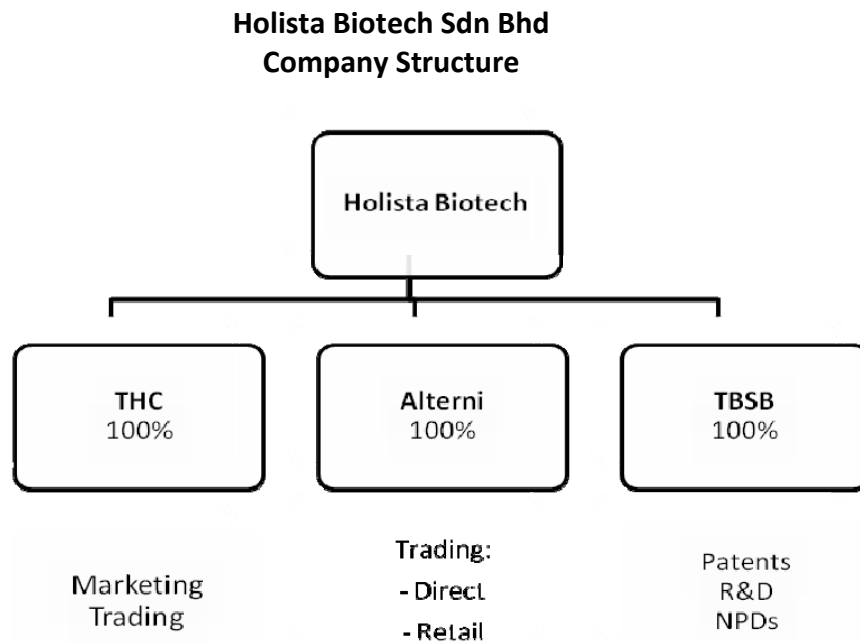 Holista Biotech Sdn Bhd
Company Structure
Holista Biotech
THC
100%
Alterni
100%
TBSB
100%
Marketing
Trading
Trading:
- Direct
- Retail
Patents
R&D
NPDs